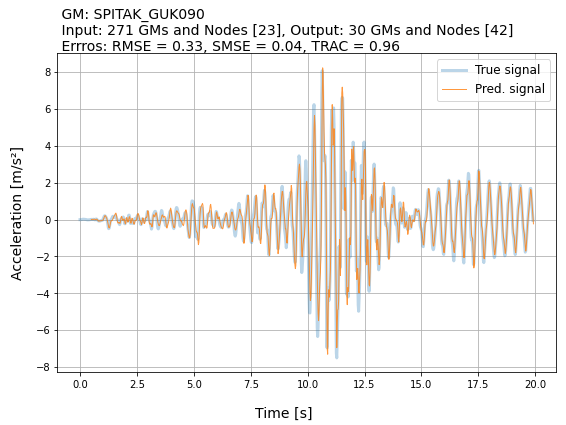 GM: SPITAK_GUK090
Input: 271 GMs and Nodes [23], Output: 30 GMs and Nodes [42]
Errros: RMSE = 0.33, SMSE = 0.04, TRAC = 0.96
True signal
Pred. signal
Acceleration [m/s²]
8
6
4
2
0
−2
−4
−6
−8
0.0 2.5 5.0 7.5 10.0 12.5 15.0 17.5 20.0
Time [s]